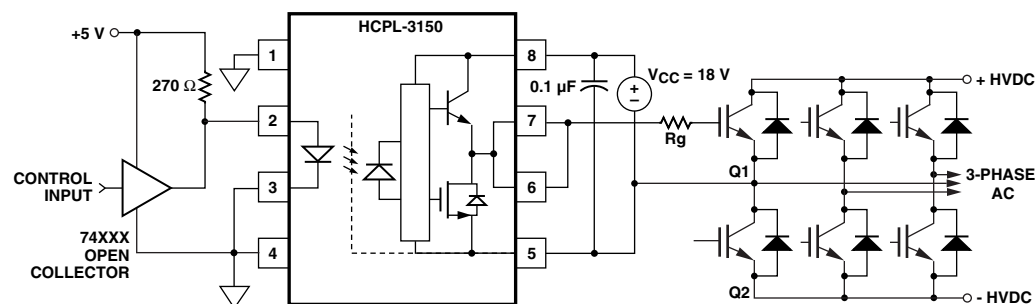 HCPL-3150
+5 V
1
8
+ HVDC
270 Ω
0.1 µF
VCC = 18 V
+
–
2
7
Rg
CONTROL
INPUT
3
6
Q1
3-PHASE
AC
74XXX
OPEN
COLLECTOR
4
5
Q2
- HVDC